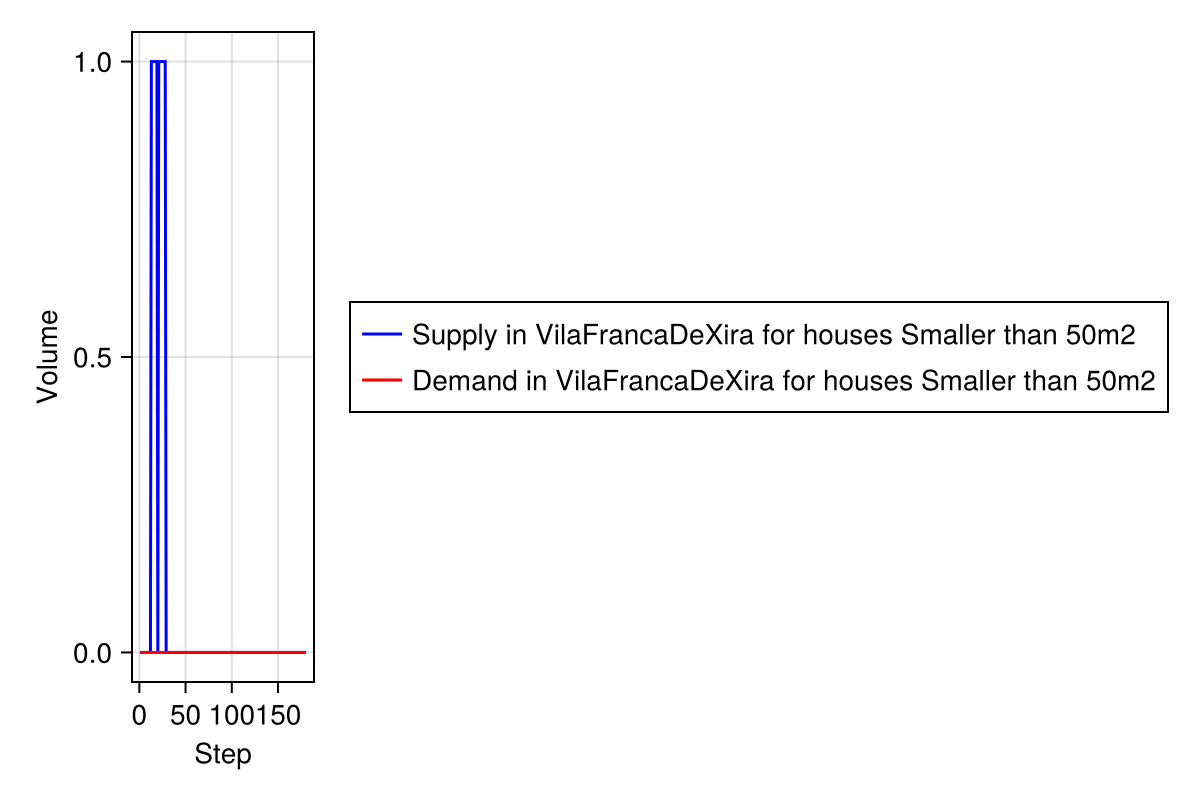 1.0
0.5
0.0
Volume
0 50 100 150
Step
Supply in VilaFrancaDeXira for houses Smaller than 50m2
Demand in VilaFrancaDeXira for houses Smaller than 50m2